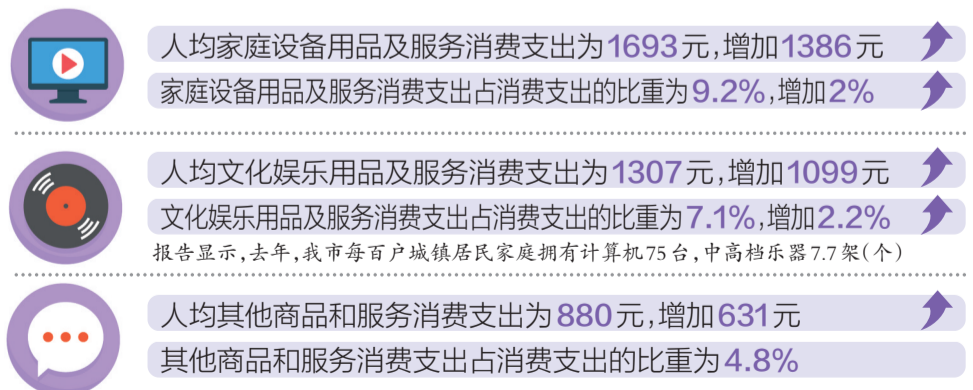 人均家庭设备用品及服务消费支出为1693元,增加1386元
家庭设备用品及服务消费支出占消费支出的比重为9.2%,增加2%
人均文化娱乐用品及服务消费支出为1307元,增加1099元
文化娱乐用品及服务消费支出占消费支出的比重为7.1%,增加2.2%
报告显示,去年,我市每百户城镇居民家庭拥有计算机75台,中高档乐器7.7架(个)
人均其他商品和服务消费支出为880元,增加631元
其他商品和服务消费支出占消费支出的比重为4.8%